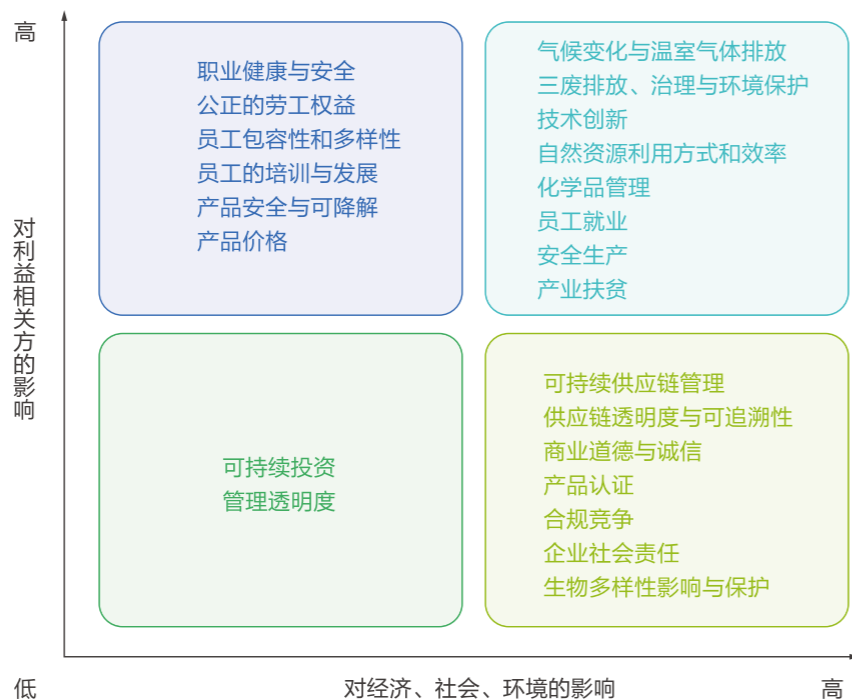 高
对利益相关方的影响
职业健康与安全
公正的劳工权益
员工包容性和多样性
员工的培训与发展
产品安全与可降解
产品价格
气候变化与温室气体排放
三废排放、治理与环境保护
技术创新
自然资源利用方式和效率
化学品管理
员工就业
安全生产
产业扶贫
可持续投资
管理透明度
可持续供应链管理
供应链透明度与可追溯性
商业道德与诚信
产品认证
合规竞争
企业社会责任
生物多样性影响与保护
低
对经济、社会、环境的影响
高